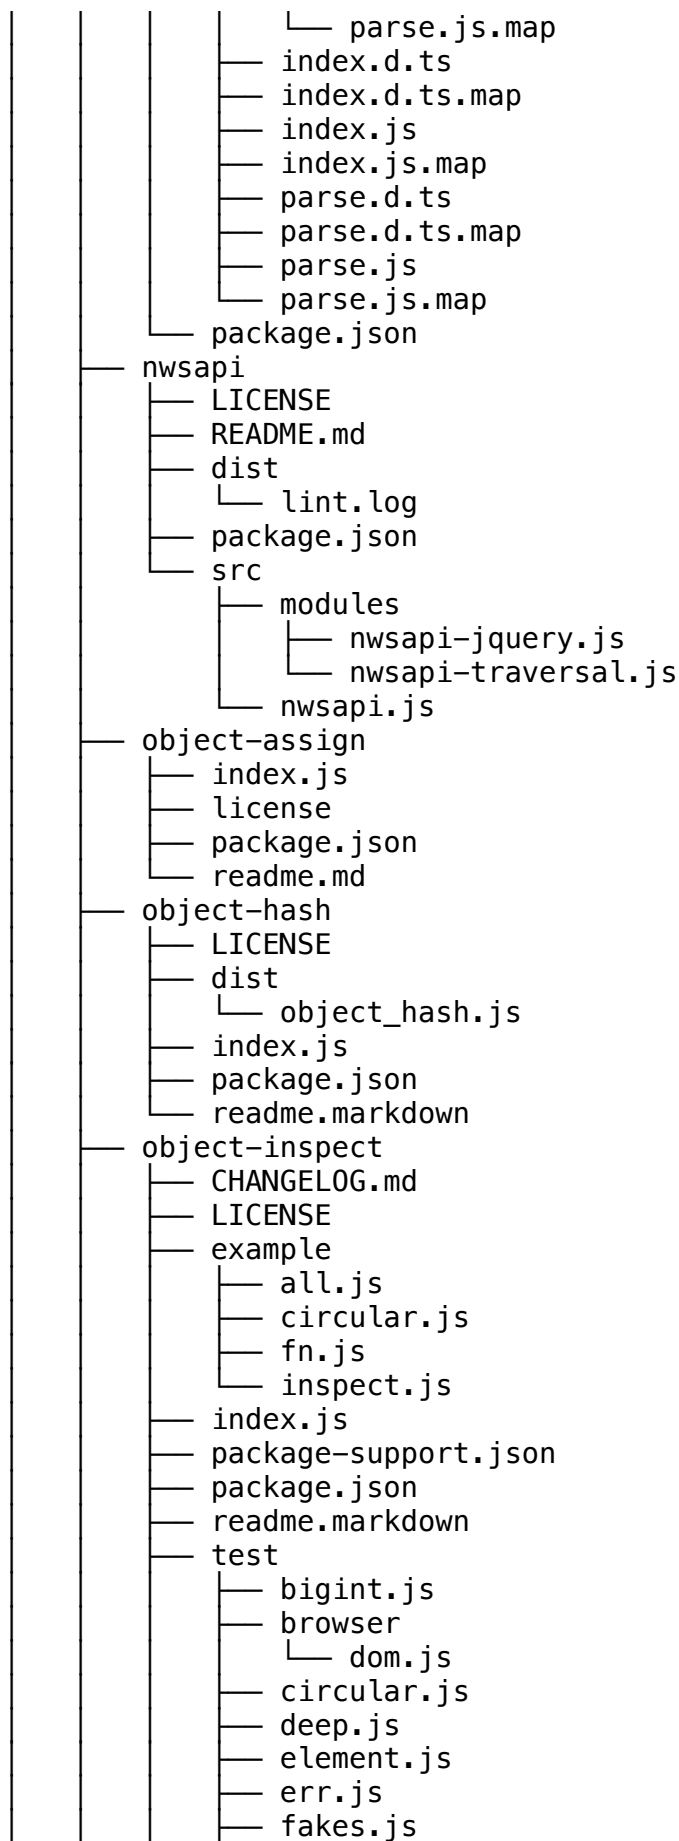 │   │   │   │   │   └── parse.js.map
│   │   │   │   ├── index.d.ts
│   │   │   │   ├── index.d.ts.map
│   │   │   │   ├── index.js
│   │   │   │   ├── index.js.map
│   │   │   │   ├── parse.d.ts
│   │   │   │   ├── parse.d.ts.map
│   │   │   │   ├── parse.js
│   │   │   │   └── parse.js.map
│   │   │   └── package.json
│   │   ├── nwsapi
│   │   │   ├── LICENSE
│   │   │   ├── README.md
│   │   │   ├── dist
│   │   │   │   └── lint.log
│   │   │   ├── package.json
│   │   │   └── src
│   │   │       ├── modules
│   │   │       │   ├── nwsapi-jquery.js
│   │   │       │   └── nwsapi-traversal.js
│   │   │       └── nwsapi.js
│   │   ├── object-assign
│   │   │   ├── index.js
│   │   │   ├── license
│   │   │   ├── package.json
│   │   │   └── readme.md
│   │   ├── object-hash
│   │   │   ├── LICENSE
│   │   │   ├── dist
│   │   │   │   └── object_hash.js
│   │   │   ├── index.js
│   │   │   ├── package.json
│   │   │   └── readme.markdown
│   │   ├── object-inspect
│   │   │   ├── CHANGELOG.md
│   │   │   ├── LICENSE
│   │   │   ├── example
│   │   │   │   ├── all.js
│   │   │   │   ├── circular.js
│   │   │   │   ├── fn.js
│   │   │   │   └── inspect.js
│   │   │   ├── index.js
│   │   │   ├── package-support.json
│   │   │   ├── package.json
│   │   │   ├── readme.markdown
│   │   │   ├── test
│   │   │   │   ├── bigint.js
│   │   │   │   ├── browser
│   │   │   │   │   └── dom.js
│   │   │   │   ├── circular.js
│   │   │   │   ├── deep.js
│   │   │   │   ├── element.js
│   │   │   │   ├── err.js
│   │   │   │   ├── fakes.js